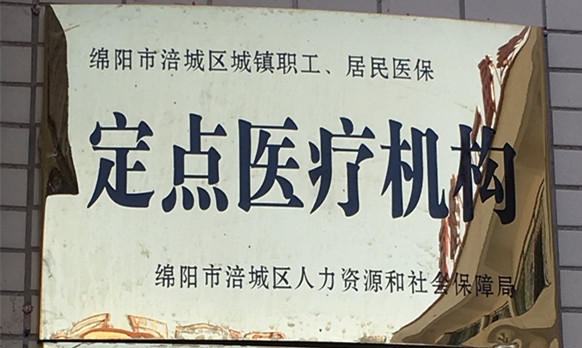 绵阳市涪城区城镇职工、居民医保
定点医疗机构
绵阳市涪城区人力资源和社会保障局